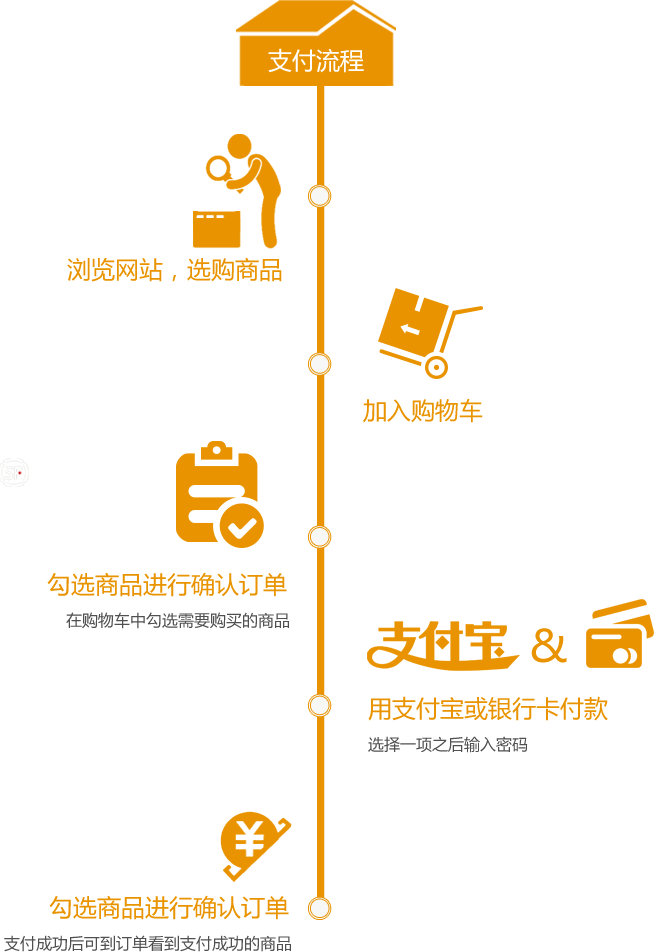 支付流程
浏览网站，选购商品
加入购物车
勾选商品进行确认订单
在购物车中勾选需要购买的商品
支付宝 &
用支付宝或银行卡付款
选择一项之后输入密码
¥
勾选商品进行确认订单
支付成功后可到订单看到支付成功的商品